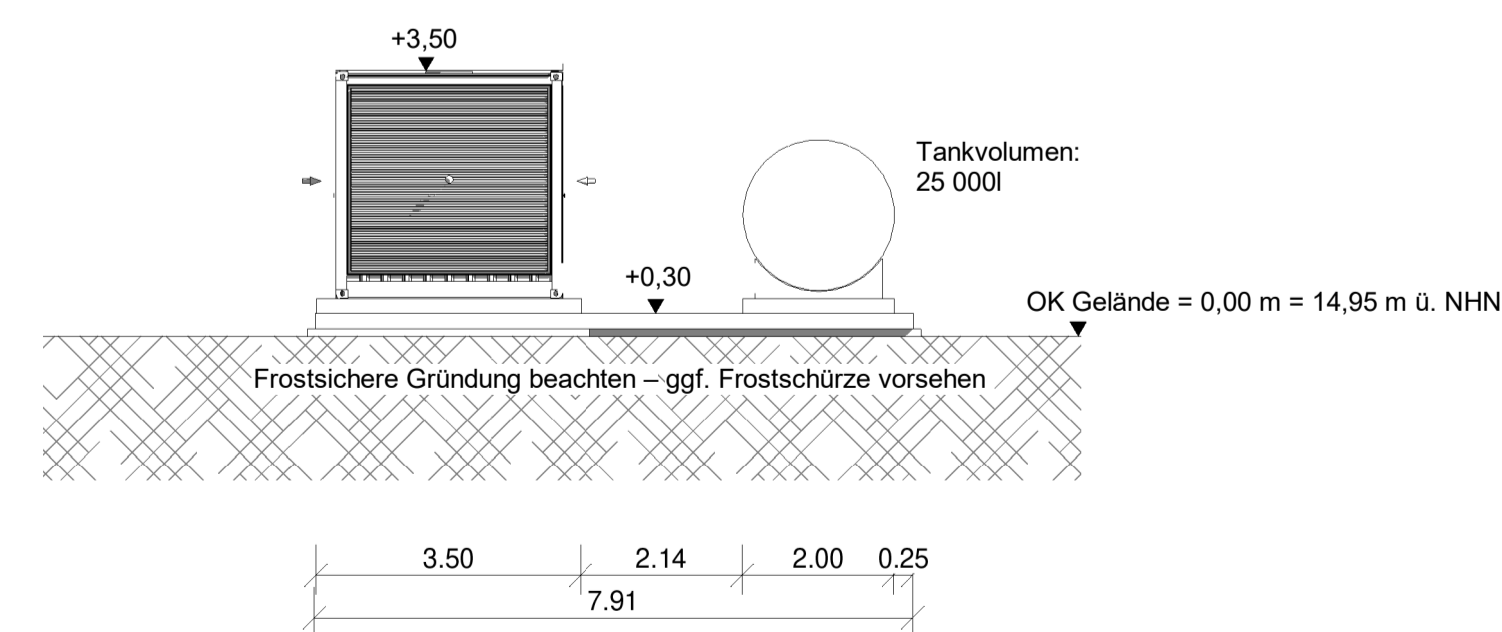 +3,50
Tankvolumen:
25 000l
+0,30
OK Gelände = 0,00 m = 14,95 m ü. NHN
Frostsichere Gründung beachten – ggf. Frostschürze vorsehen
3.50 2.14 2.00 0.25
7.91